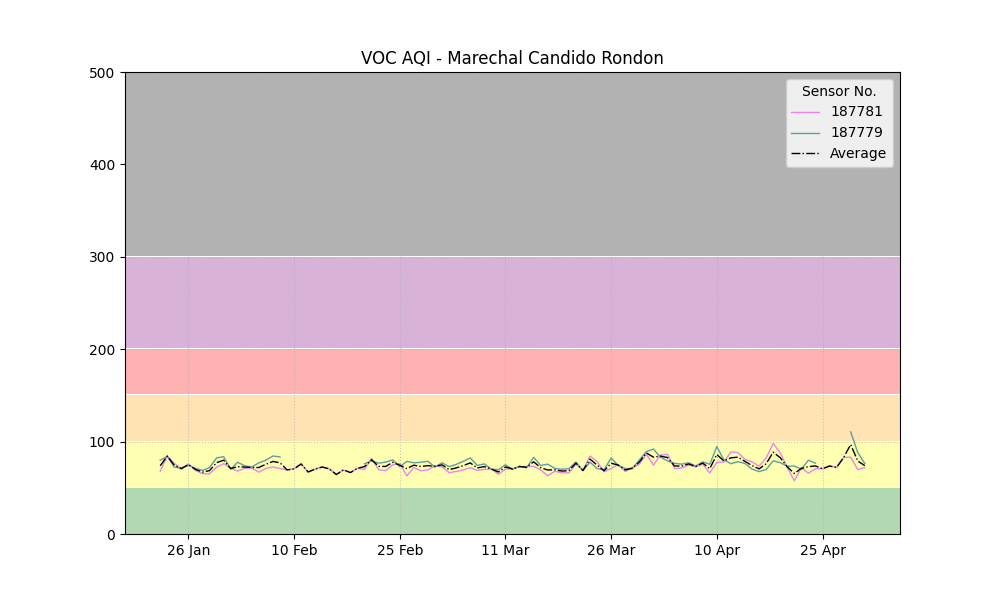 VOC AQI - Marechal Candido Rondon
500
400
300
200
100
0
Sensor No.
187781
187779
Average
26 Jan
10 Feb
25 Feb
11 Mar
26 Mar
10 Apr
25 Apr